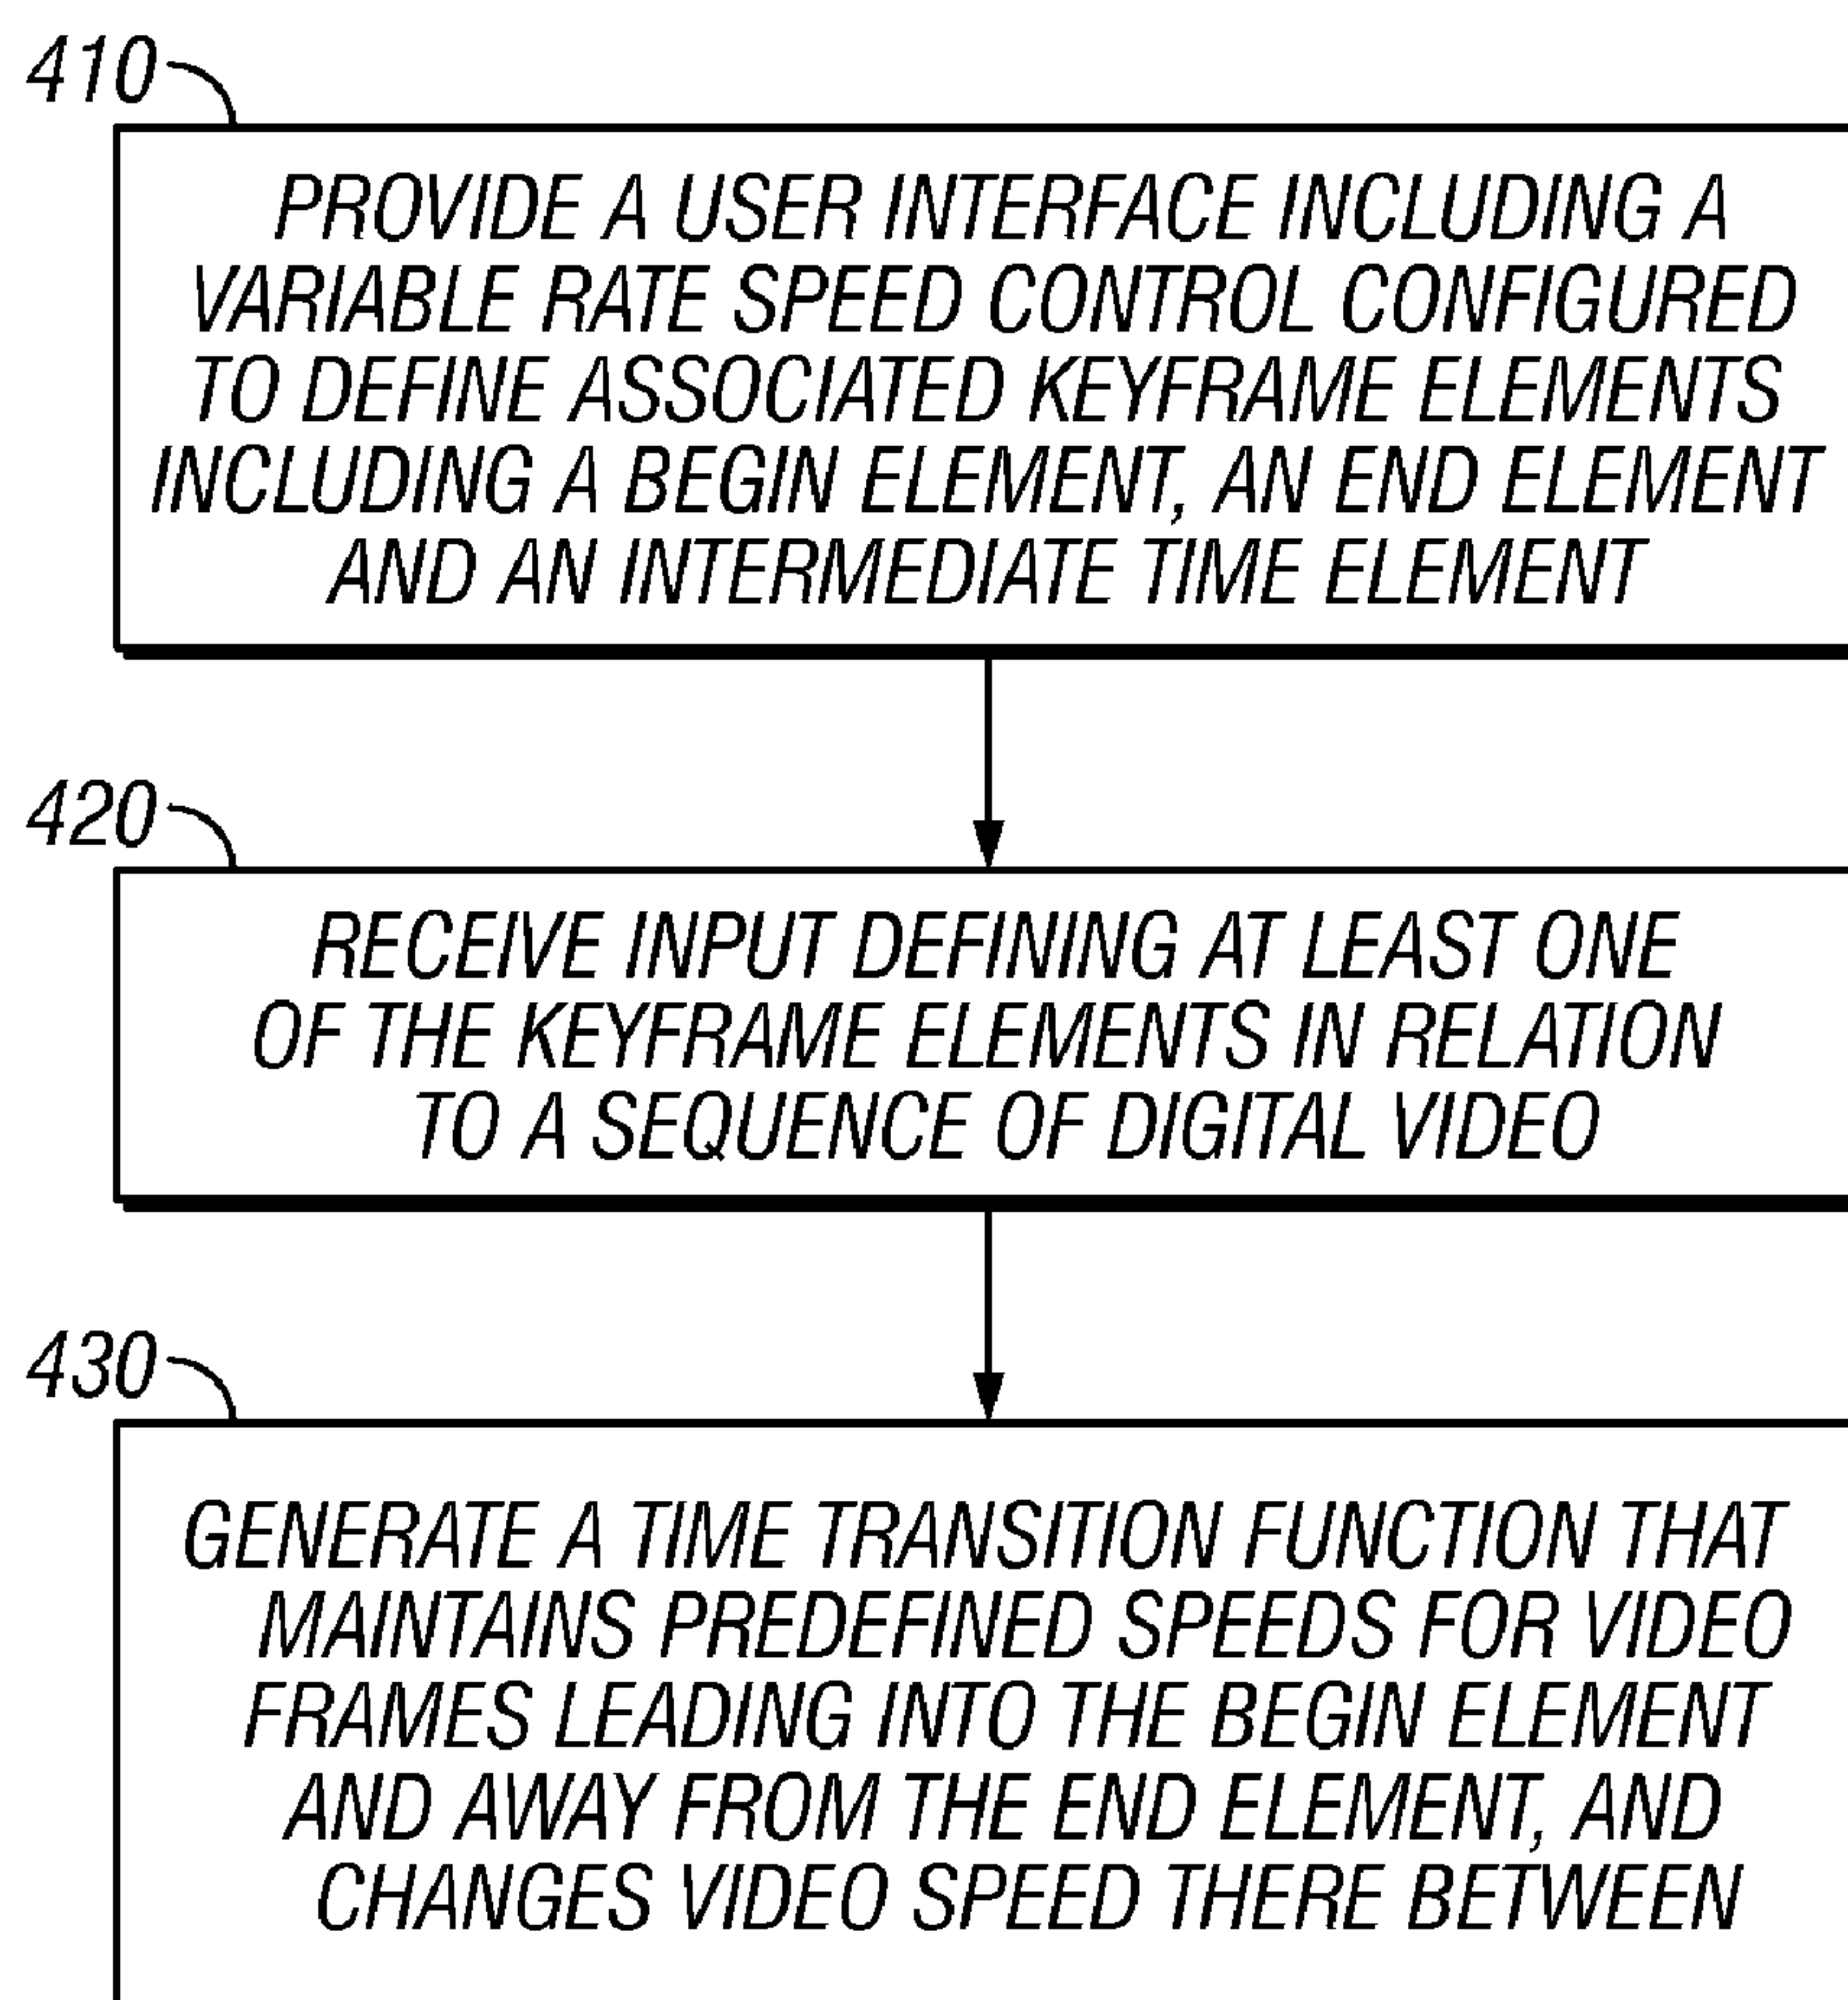 410
PROVIDE A USER INTERFACE INCLUDING A
VARIABLE RATE SPEED CONTROL CONFIGURED
TO DEFINE ASSOCIATED KEYFRAME ELEMENTS
INCLUDING A BEGIN ELEMENT, AN END ELEMENT
AND AN INTERMEDIATE TIME ELEMENT
420
RECEIVE INPUT DEFINING AT LEAST ONE
OF THE KEYFRAME ELEMENTS IN RELATION
TO A SEQUENCE OF DIGITAL VIDEO
430
GENERATE A TIME TRANSITION FUNCTION THAT
MAINTAINS PREDEFINED SPEEDS FOR VIDEO
FRAMES LEADING INTO THE BEGIN ELEMENT
AND AWAY FROM THE END ELEMENT, AND
CHANGES VIDEO SPEED THERE BETWEEN